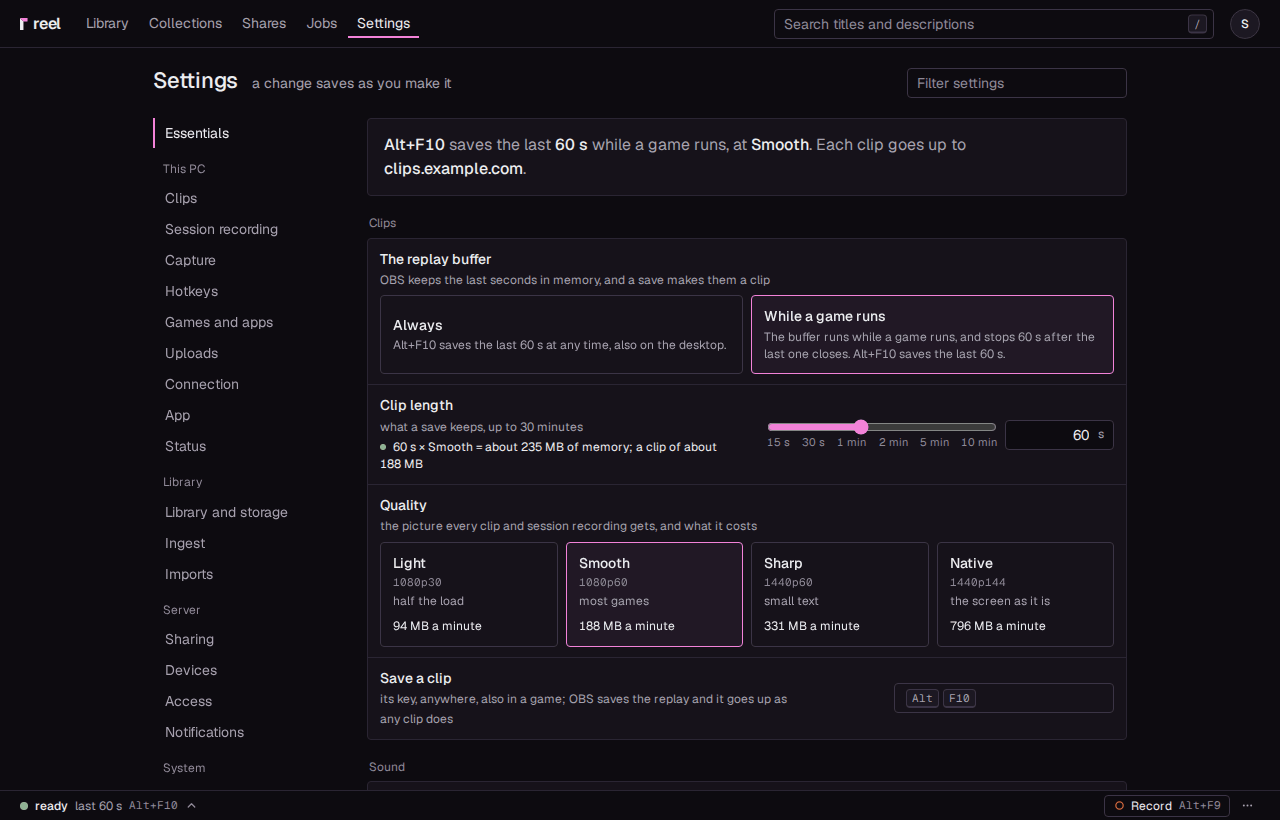 reel
Library
Collections
Shares
Jobs
Settings
Search titles and descriptions
/
S
Settings
a change saves as you make it
Filter settings
Essentials
This PC
Clips
Session recording
Capture
Hotkeys
Games and apps
Uploads
Connection
App
Status
Library
Library and storage
Ingest
Imports
Server
Sharing
Devices
Access
Notifications
System
Alt+F10 saves the last 60 s while a game runs, at Smooth. Each clip goes up to
clips.example.com.
Clips
The replay buffer
OBS keeps the last seconds in memory, and a save makes them a clip
Always
Alt+F10 saves the last 60 s at any time, also on the desktop.
While a game runs
The buffer runs while a game runs, and stops 60 s after the
last one closes. Alt+F10 saves the last 60 s.
Clip length
what a save keeps, up to 30 minutes
60 s × Smooth = about 235 MB of memory; a clip of about
188 MB
15 s 30 s 1 min 2 min 5 min 10 min
60 s
Quality
the picture every clip and session recording gets, and what it costs
Light
1080p30
half the load
94 MB a minute
Smooth
1080p60
most games
188 MB a minute
Sharp
1440p60
small text
331 MB a minute
Native
1440p144
the screen as it is
796 MB a minute
Save a clip
its key, anywhere, also in a game; OBS saves the replay and it goes up as
any clip does
Alt F10
Sound
ready last 60 s Alt+F10
Record Alt+F9